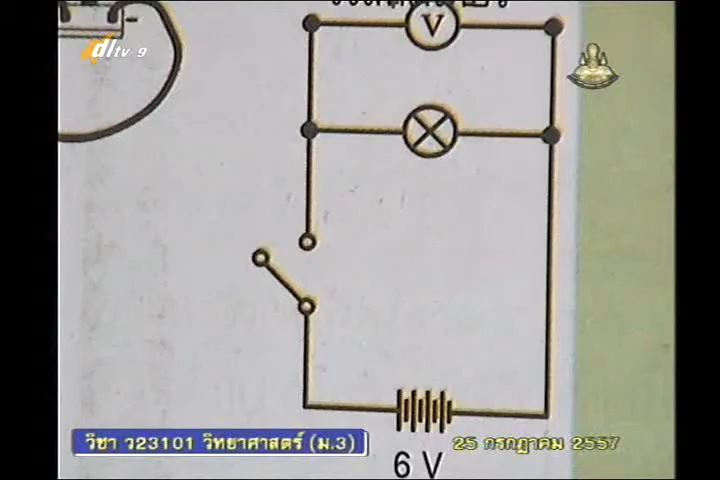 dltv 9
V
6 V
วิชา ว23101 วิทยาศาสตร์ (ม.3)
25 กรกฎาคม 2557